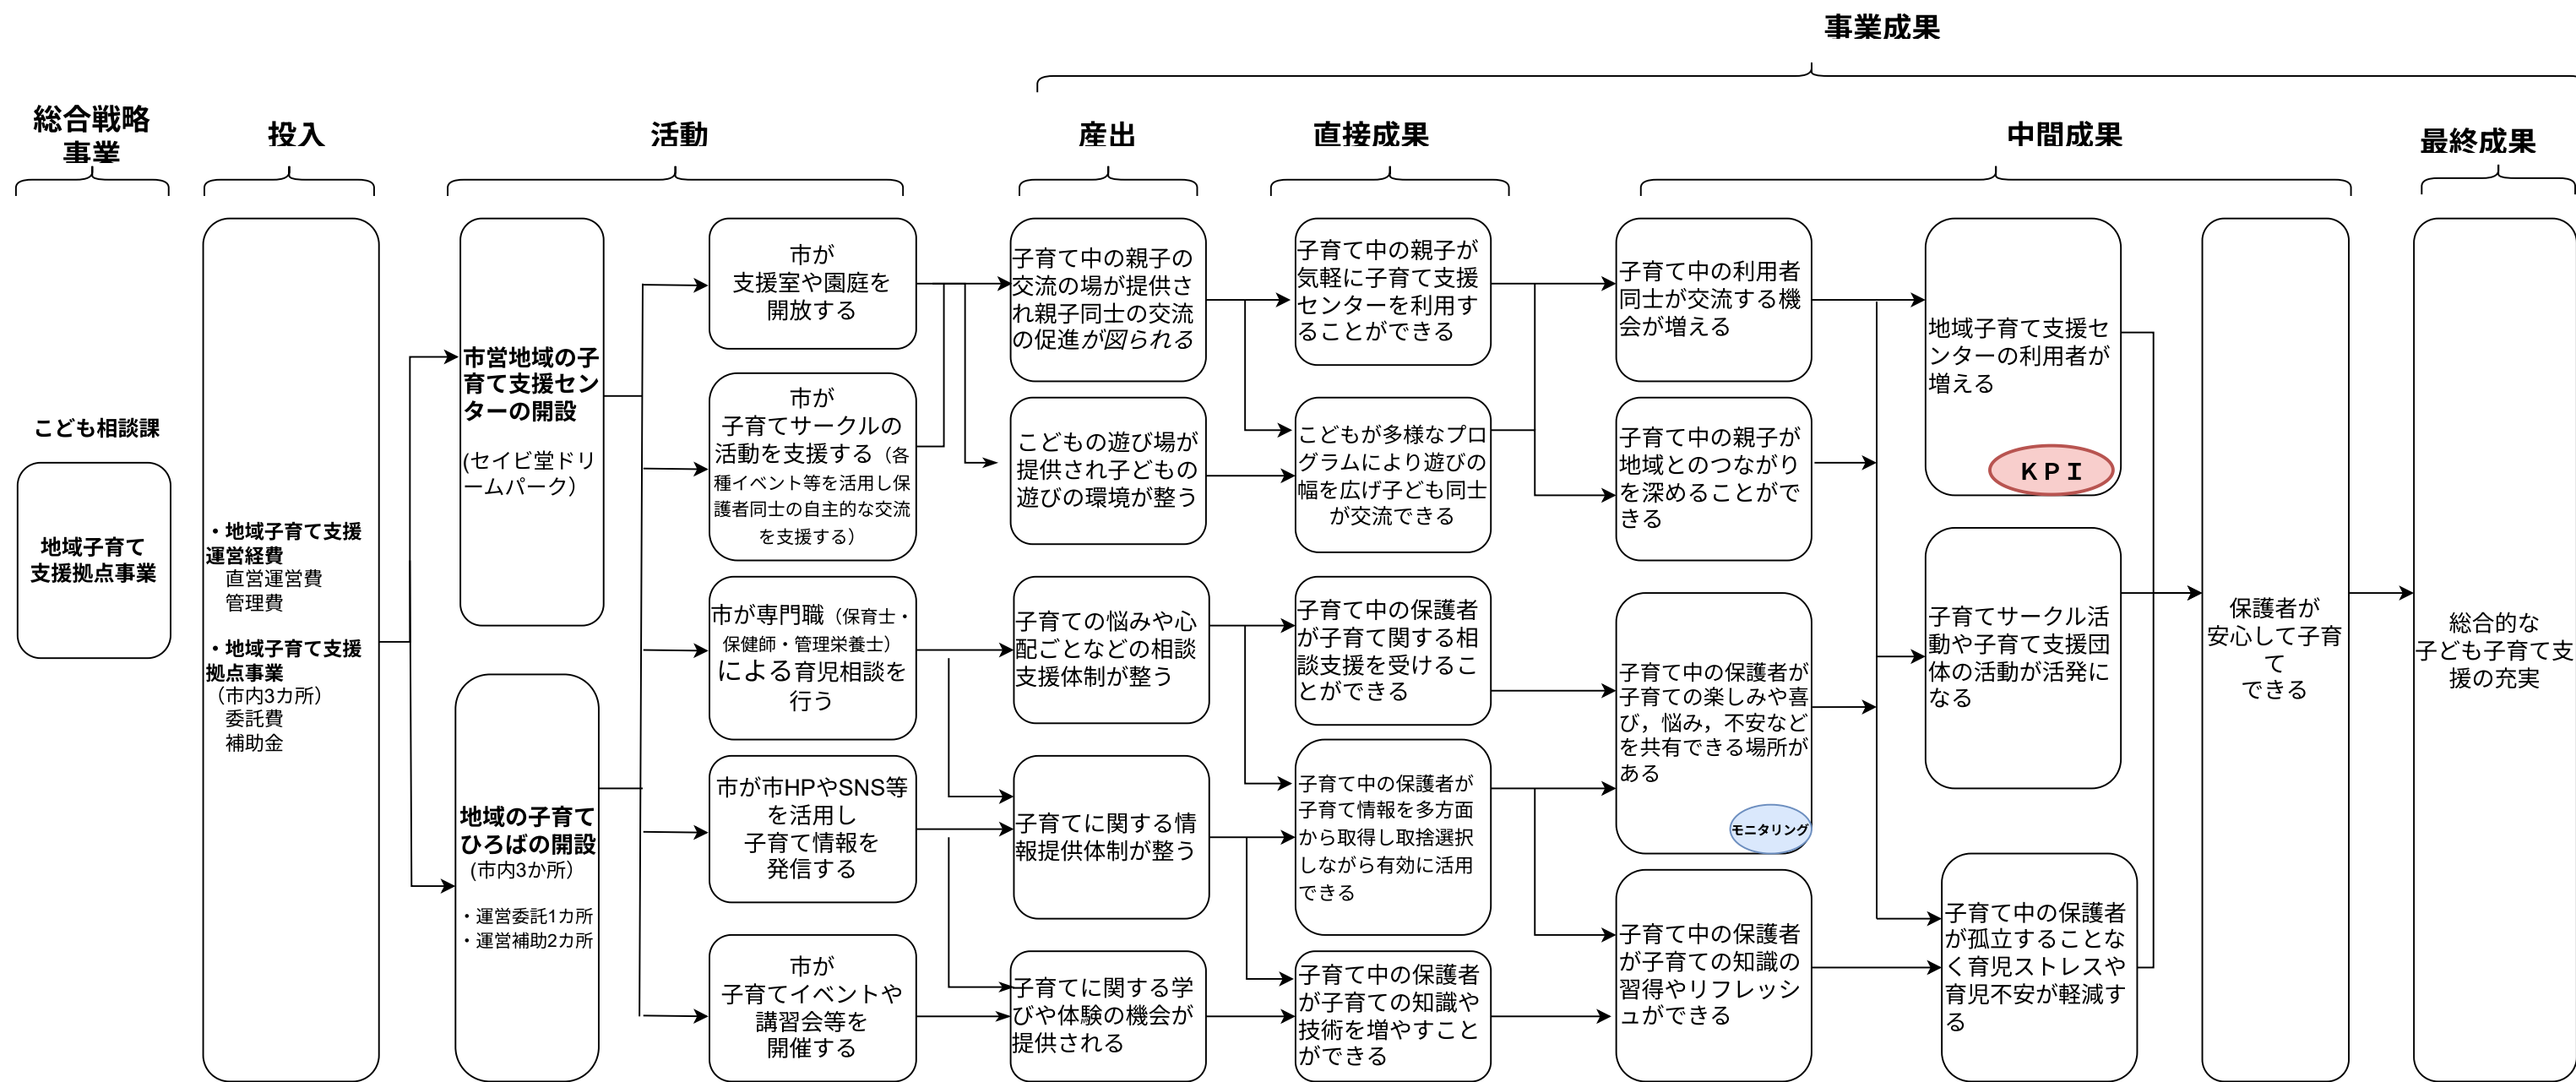 事業成果
総合戦略
事業
投入
活動
産出
直接成果
中間成果
最終成果
こども相談課
地域子育て
支援拠点事業
・地域子育て支援
運営経費
直営運営費
管理費
・地域子育て支援
拠点事業
（市内3カ所）
委託費
補助金
市営地域の子
育て支援セン
ターの開設
(セイビ堂ドリ
ームパーク）
地域の子育て
ひろばの開設
(市内3か所）
・運営委託1カ所
・運営補助2カ所
市が
支援室や園庭を
開放する
市が
子育てサークルの
活動を支援する（各
種イベント等を活用し保
護者同士の自主的な交流
を支援する）
市が専門職（保育士・
保健師・管理栄養士）
による育児相談を
行う
市が市HPやSNS等
を活用し
子育て情報を
発信する
市が
子育てイベントや
講習会等を
開催する
子育て中の親子の
交流の場が提供さ
れ親子同士の交流
の促進が図られる
こどもの遊び場が
提供され子どもの
遊びの環境が整う
子育ての悩みや心
配ごとなどの相談
支援体制が整う
子育てに関する情
報提供体制が整う
子育てに関する学
びや体験の機会が
提供される
子育て中の親子が
気軽に子育て支援
センターを利用す
ることができる
こどもが多様なプロ
グラムにより遊びの
幅を広げ子ども同士
が交流できる
子育て中の保護者
が子育て関する相
談支援を受けるこ
とができる
子育て中の保護者が
子育て情報を多方面
から取得し取捨選択
しながら有効に活用
できる
子育て中の保護者
が子育ての知識や
技術を増やすこと
ができる
子育て中の利用者
同士が交流する機
会が増える
子育て中の親子が
地域とのつながり
を深めることがで
きる
子育て中の保護者が
子育ての楽しみや喜
び，悩み，不安など
を共有できる場所が
ある
モニタリング
子育て中の保護者
が子育ての知識の
習得やリフレッシ
ュができる
地域子育て支援セ
ンターの利用者が
増える
ＫＰＩ
子育てサークル活
動や子育て支援団
体の活動が活発に
なる
子育て中の保護者
が孤立することな
く育児ストレスや
育児不安が軽減す
る
保護者が
安心して子育
て
できる
総合的な
子ども子育て支
援の充実